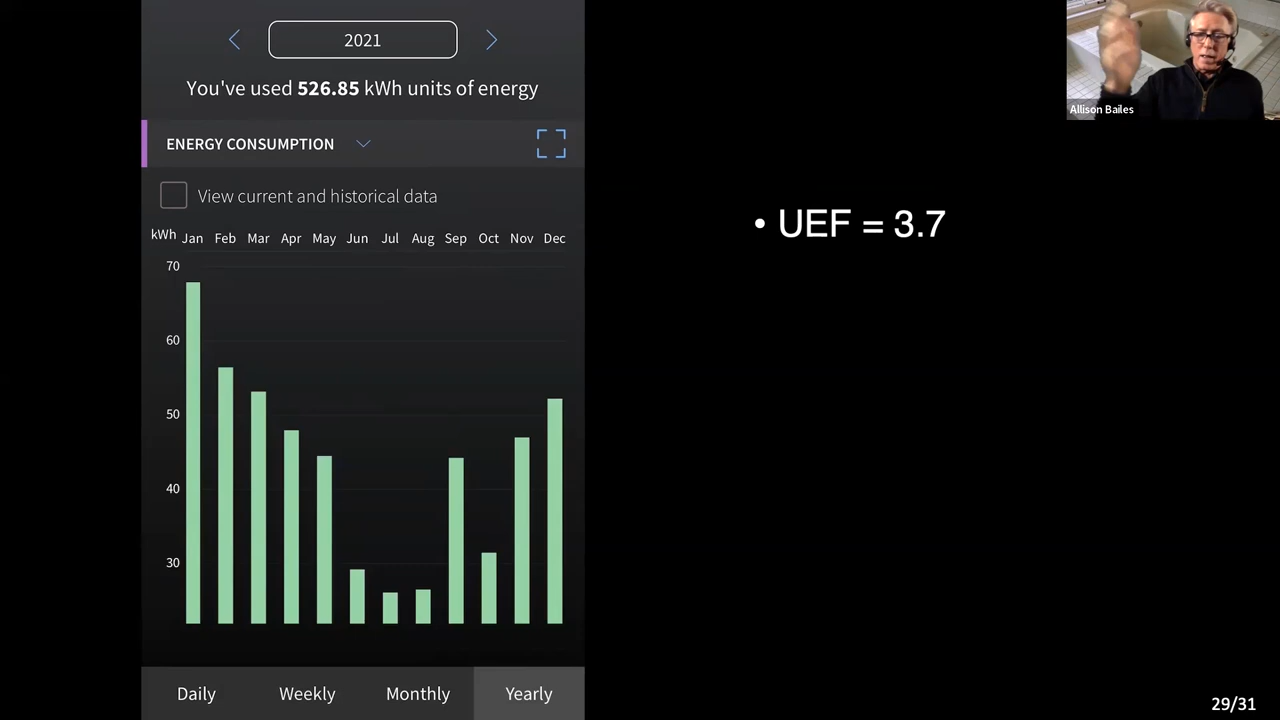 2021
You've used 526.85 kWh units of energy
ENERGY CONSUMPTION
View current and historical data
kWh Jan Feb Mar Apr May Jun Jul Aug Sep Oct Nov Dec
70
60
50
40
30
Daily Weekly Monthly Yearly
• UEF = 3.7
Allison Bailes
29/31